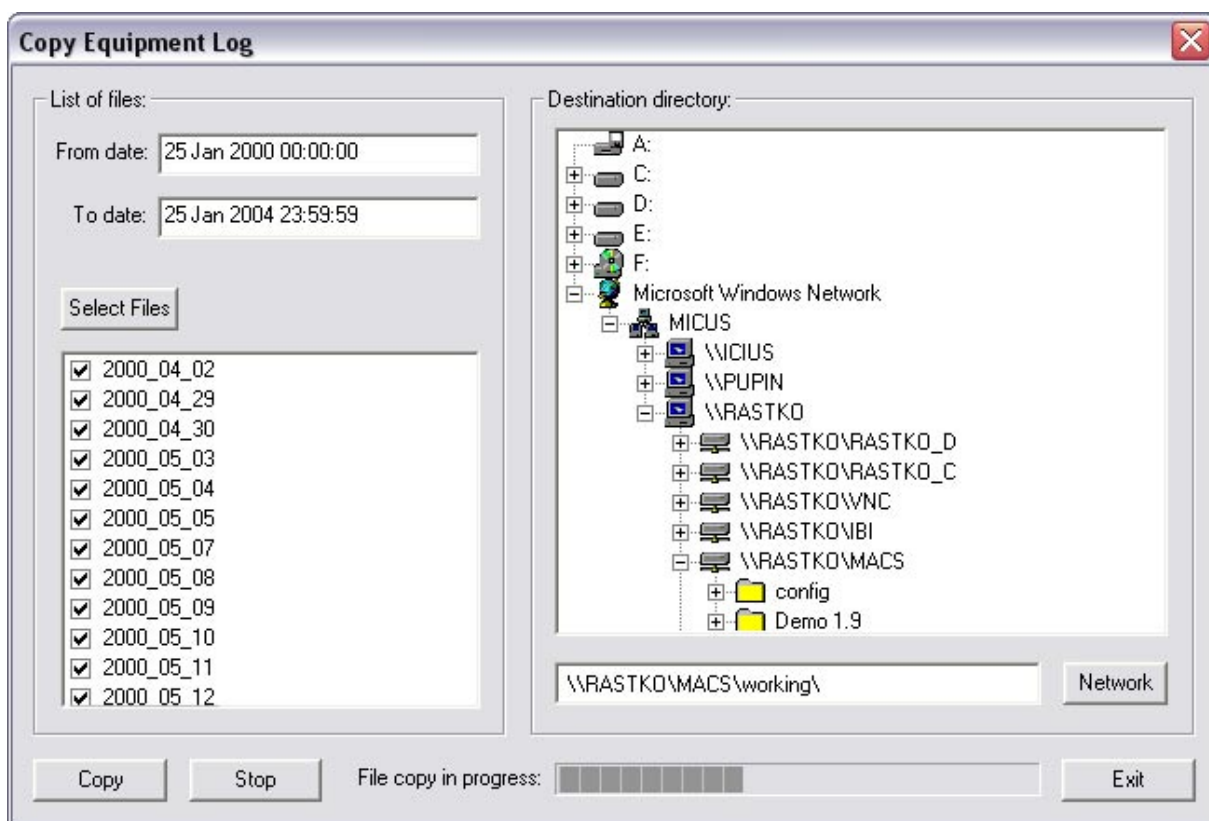 Copy Equipment Log
List of files:
From date: 25 Jan 2000 00:00:00
To date: 25 Jan 2004 23:59:59
Select Files
2000_04_02
2000_04_29
2000_04_30
2000_05_03
2000_05_04
2000_05_05
2000_05_07
2000_05_08
2000_05_09
2000_05_10
2000_05_11
2000_05_12
Destination directory:
A:
C:
D:
E:
F:
Microsoft Windows Network
MICUS
\\ICIUS
\\PUPIN
\\RASTKO
\\RASTKO\RASTKO_D
\\RASTKO\RASTKO_C
\\RASTKO\VNC
\\RASTKO\IBI
\\RASTKO\MACS
config
Demo 1.9
\\RASTKO\MACS\working\
Network
Copy
Stop
File copy in progress:
Exit